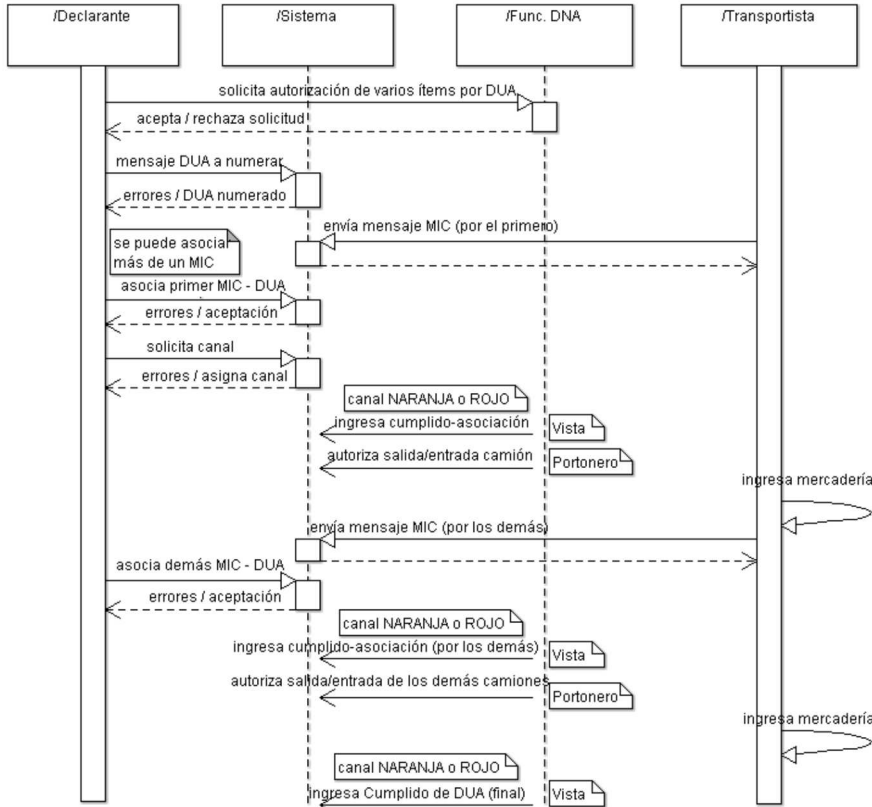 /Declarante
/Sistema
/Func. DNA
/Transportista
solicita autorización de varios ítems por DUA
acepta / rechaza solicitud
mensaje DUA a numerar
errores / DUA numerado
envía mensaje MIC (por el primero)
se puede asociar
más de un MIC
asocia primer MIC - DUA
errores / aceptación
solicita canal
errores / asigna canal
canal NARANJA o ROJO
ingresa cumplido-asociación
Vista
autoriza salida/entrada camión
Portonero
ingresa mercadería
envía mensaje MIC (por los demás)
asocia demás MIC - DUA
errores / aceptación
canal NARANJA o ROJO
ingresa cumplido-asociación (por los demás)
Vista
autoriza salida/entrada de los demás camiones
Portonero
ingresa mercadería
canal NARANJA o ROJO
ingresa Cumplido de DUA (final)
Vista